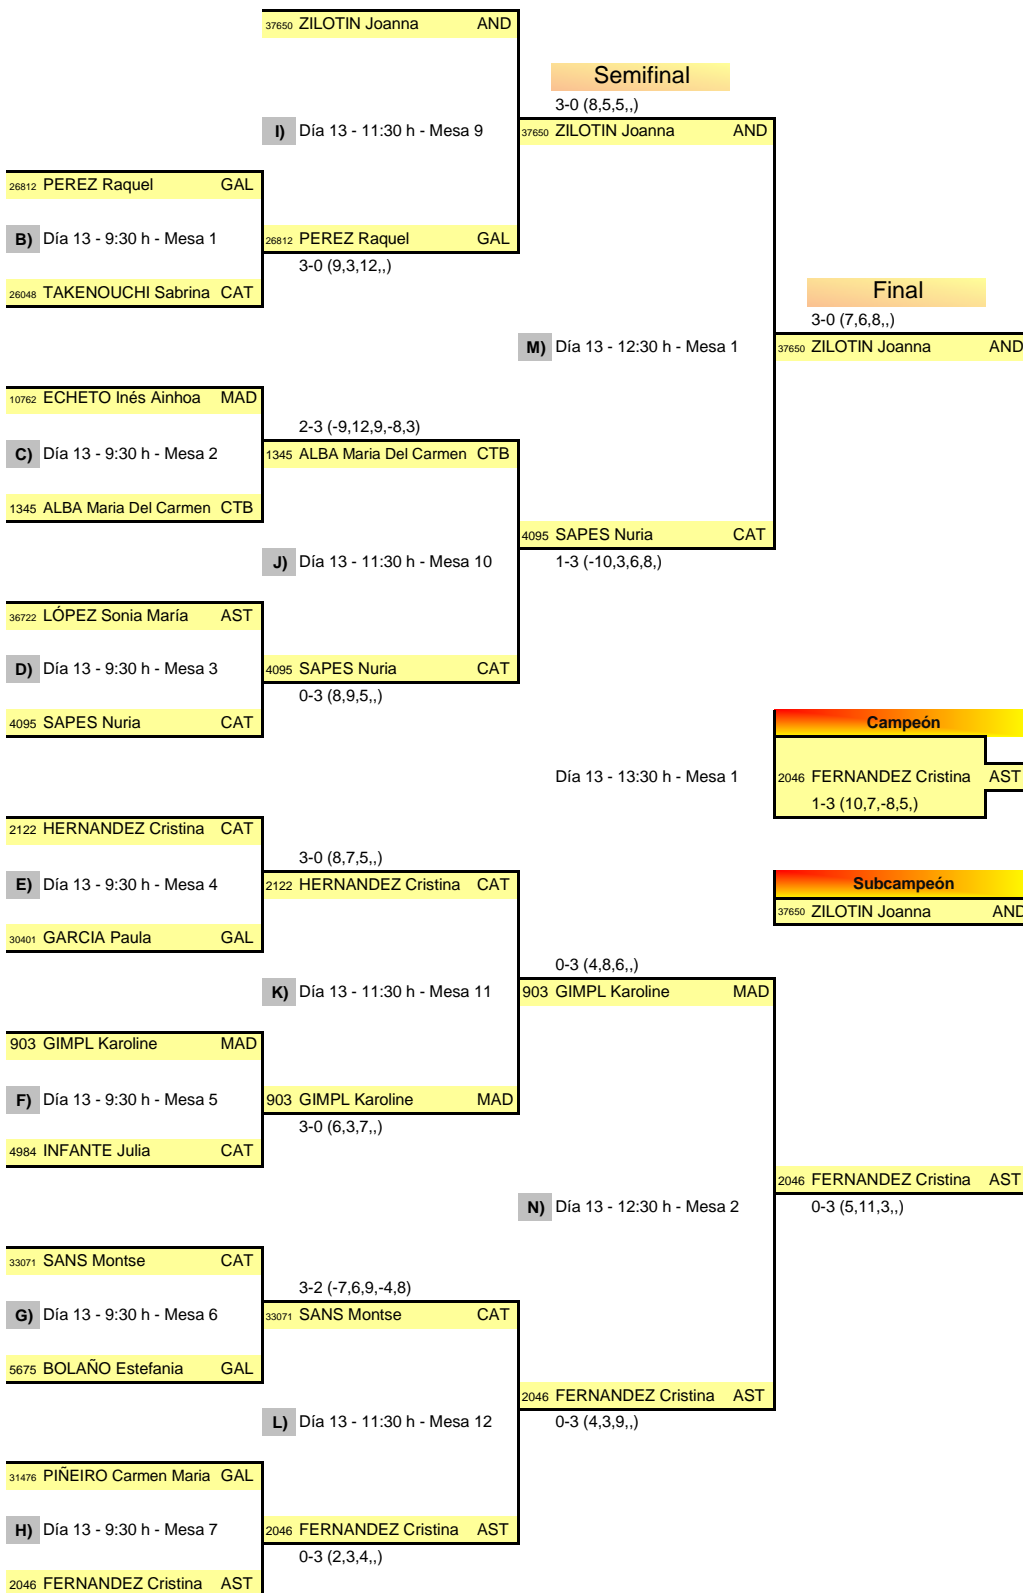 37650 ZILOTIN Joanna AND
Semifinal
3-0 (8,5,5,,)
I) Día 13 - 11:30 h - Mesa 9
37650 ZILOTIN Joanna AND
26812 PEREZ Raquel GAL
B) Día 13 - 9:30 h - Mesa 1
26812 PEREZ Raquel GAL
3-0 (9,3,12,,)
26048 TAKENOUCHI Sabrina CAT
Final
3-0 (7,6,8,,)
M) Día 13 - 12:30 h - Mesa 1
37650 ZILOTIN Joanna AND
10762 ECHETO Inés Ainhoa MAD
2-3 (-9,12,9,-8,3)
C) Día 13 - 9:30 h - Mesa 2
1345 ALBA Maria Del Carmen CTB
1345 ALBA Maria Del Carmen CTB
4095 SAPES Nuria CAT
J) Día 13 - 11:30 h - Mesa 10
1-3 (-10,3,6,8,)
36722 LÓPEZ Sonia María AST
D) Día 13 - 9:30 h - Mesa 3
4095 SAPES Nuria CAT
0-3 (8,9,5,,)
4095 SAPES Nuria CAT
Campeón
Día 13 - 13:30 h - Mesa 1
2046 FERNANDEZ Cristina AST
1-3 (10,7,-8,5,)
2122 HERNANDEZ Cristina CAT
3-0 (8,7,5,,)
E) Día 13 - 9:30 h - Mesa 4
2122 HERNANDEZ Cristina CAT
Subcampeón
37650 ZILOTIN Joanna AND
30401 GARCIA Paula GAL
0-3 (4,8,6,,)
K) Día 13 - 11:30 h - Mesa 11
903 GIMPL Karoline MAD
903 GIMPL Karoline MAD
F) Día 13 - 9:30 h - Mesa 5
903 GIMPL Karoline MAD
3-0 (6,3,7,,)
4984 INFANTE Julia CAT
2046 FERNANDEZ Cristina AST
N) Día 13 - 12:30 h - Mesa 2
0-3 (5,11,3,,)
33071 SANS Montse CAT
3-2 (-7,6,9,-4,8)
G) Día 13 - 9:30 h - Mesa 6
33071 SANS Montse CAT
5675 BOLAÑO Estefania GAL
2046 FERNANDEZ Cristina AST
L) Día 13 - 11:30 h - Mesa 12
0-3 (4,3,9,,)
31476 PIÑEIRO Carmen Maria GAL
H) Día 13 - 9:30 h - Mesa 7
2046 FERNANDEZ Cristina AST
0-3 (2,3,4,,)
2046 FERNANDEZ Cristina AST